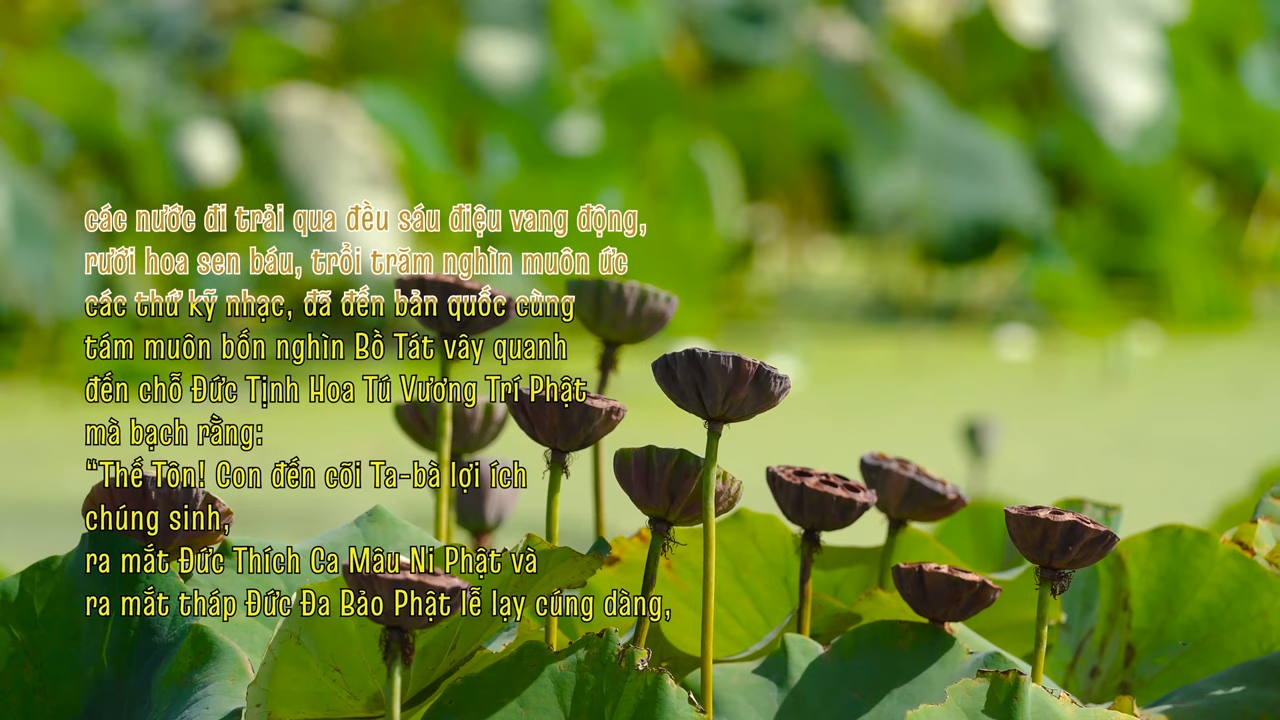 các nước đi trải qua đều sáu điệu vang động,
rưới hoa sen báu, trổi trăm nghìn muôn ức
các thứ kỹ nhạc, đã đến bản quốc cùng
tám muôn bốn nghìn Bồ Tát vây quanh
đến chỗ Đức Tịnh Hoa Tú Vương Trí Phật
mà bạch rằng:
“Thế Tôn! Con đến cõi Ta-bà lợi ích
chúng sinh,
ra mắt Đức Thích Ca Mâu Ni Phật và
ra mắt tháp Đức Đa Bảo Phật lễ lạy cúng dàng,